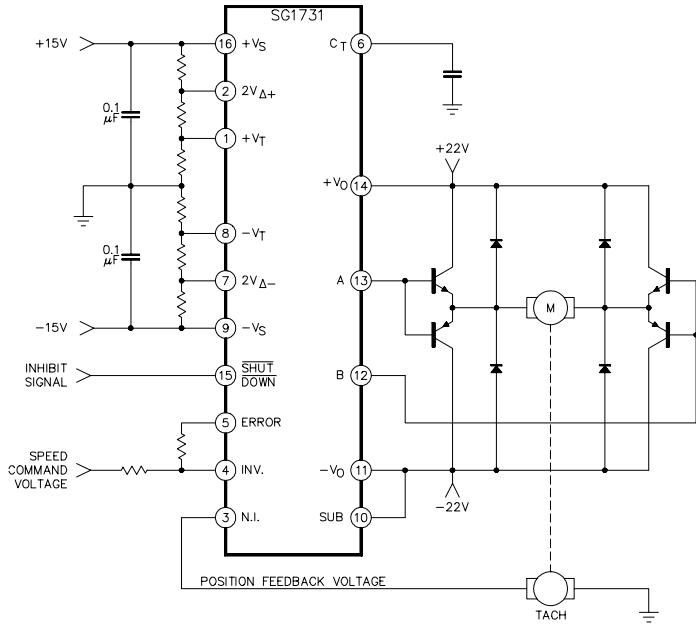 SG1731
+15V
16 +VS
CT 6
2 2VΔ+
0.1
μF
1 +VT
+22V
+VO 14
8 -VT
0.1
μF
7 2VΔ-
A 13
M
-15V
9 -VS
INHIBIT
SIGNAL
15 SHUT
DOWN
B 12
5 ERROR
SPEED
COMMAND
VOLTAGE
4 INV.
-VO 11
3 N.I.
SUB 10
-22V
POSITION FEEDBACK VOLTAGE
TACH